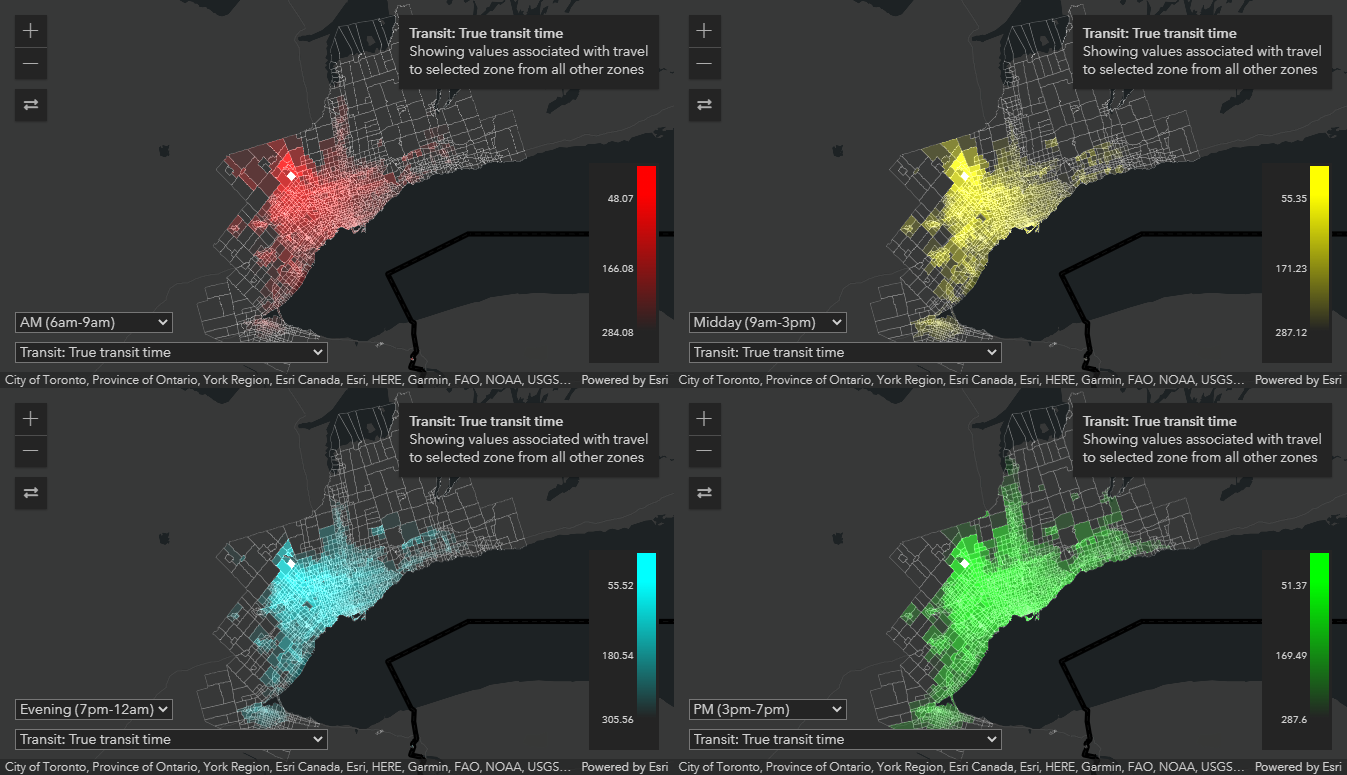 Transit: True transit time
Showing values associated with travel
to selected zone from all other zones
48.07
166.08
284.08
AM (6am-9am)
Transit: True transit time
City of Toronto, Province of Ontario, York Region, Esri Canada, Esri, HERE, Garmin, FAO, NOAA, USGS… Powered by Esri
Transit: True transit time
Showing values associated with travel
to selected zone from all other zones
55.35
171.23
287.12
Midday (9am-3pm)
Transit: True transit time
City of Toronto, Province of Ontario, York Region, Esri Canada, Esri, HERE, Garmin, FAO, NOAA, USGS… Powered by Esri
Transit: True transit time
Showing values associated with travel
to selected zone from all other zones
55.52
180.54
305.56
Evening (7pm-12am)
Transit: True transit time
City of Toronto, Province of Ontario, York Region, Esri Canada, Esri, HERE, Garmin, FAO, NOAA, USGS… Powered by Esri
Transit: True transit time
Showing values associated with travel
to selected zone from all other zones
51.37
169.49
287.6
PM (3pm-7pm)
Transit: True transit time
City of Toronto, Province of Ontario, York Region, Esri Canada, Esri, HERE, Garmin, FAO, NOAA, USGS… Powered by Esri